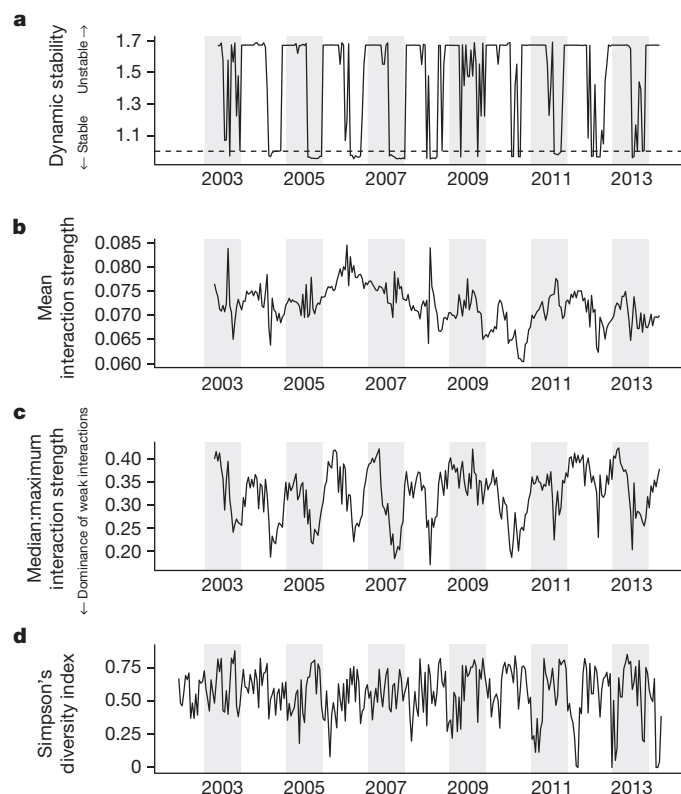 a
Dynamic stability
← Stable Unstable →
1.7
1.5
1.3
1.1
2003 2005 2007 2009 2011 2013
b
Mean
interaction strength
0.085
0.080
0.075
0.070
0.065
0.060
2003 2005 2007 2009 2011 2013
c
Median:maximum
interaction strength
← Dominance of weak interactions
0.40
0.35
0.30
0.25
0.20
2003 2005 2007 2009 2011 2013
d
Simpson's
diversity index
0.75
0.50
0.25
0
2003 2005 2007 2009 2011 2013